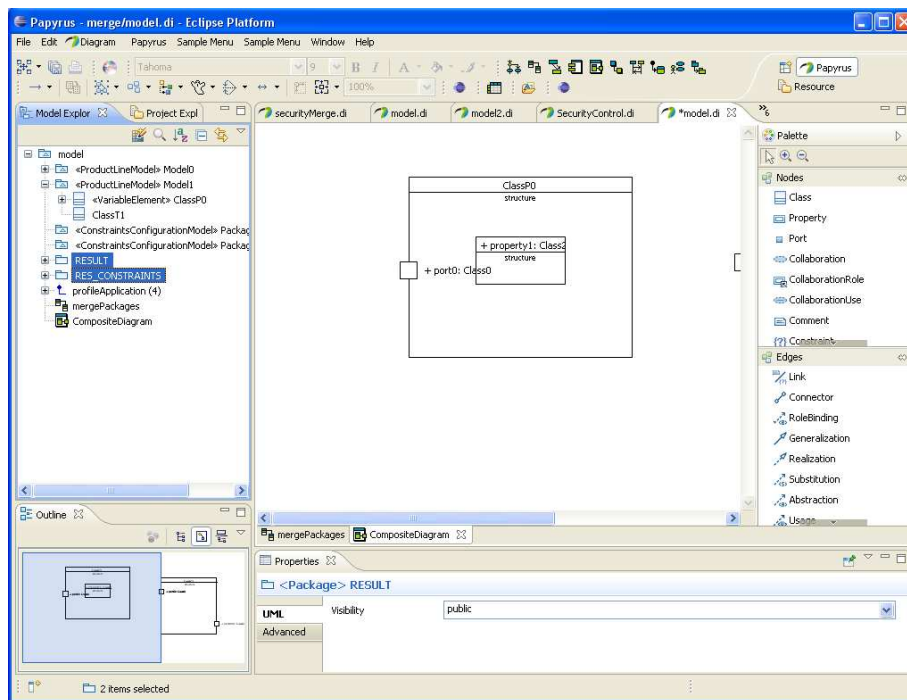 Papyrus - merge/model.di - Eclipse Platform
File Edit Diagram Papyrus Sample Menu Sample Menu Window Help
Tahoma 9 B I A Papyrus
100% Resource
Model Explor Project Expl
securityMerge.di model.di model2.di SecurityControl.di *model.di 6
model
«ProductLineModel» Model0
«ProductLineModel» Model1
«VariableElement» ClassP0
ClassT1
«ConstraintsConfigurationModel» Packag
«ConstraintsConfigurationModel» Packag
RESULT
RES_CONSTRAINTS
profileApplication (4)
mergePackages
CompositeDiagram
ClassP0
structure
+ property1: Class2
structure
+ port0: Class0
Palette
Nodes
Class
Property
Port
Collaboration
CollaborationRole
CollaborationUse
Comment
{?} Constraint
Edges
Link
Connector
RoleBinding
Generalization
Realization
Substitution
Abstraction
Usage
mergePackages CompositeDiagram
Outline
Properties
<Package> RESULT
UML
Visibility public
Advanced
2 items selected